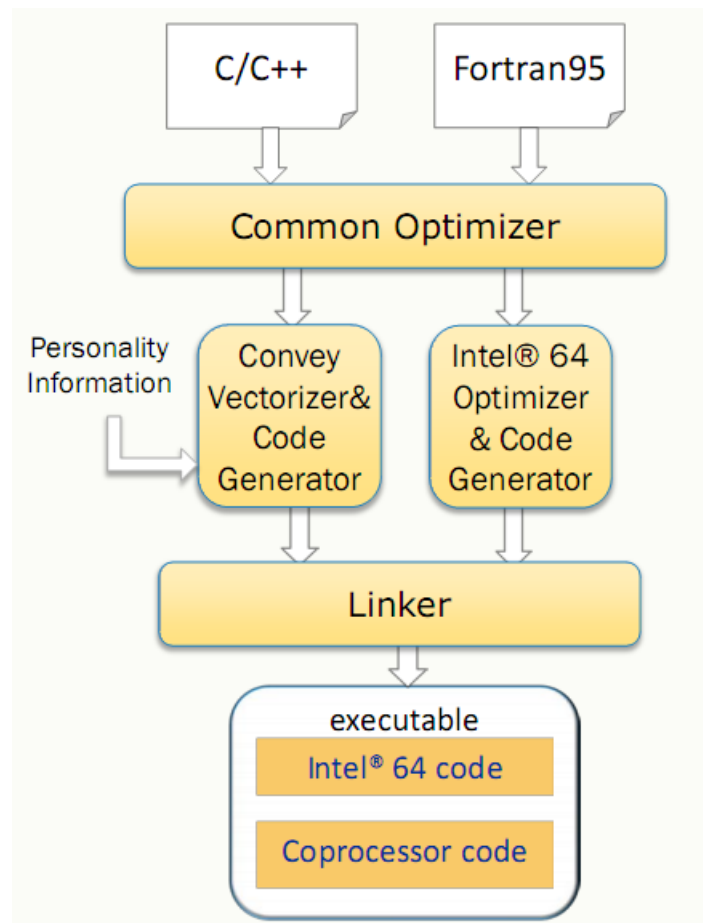 C/C++
Fortran95
Common Optimizer
Personality
Information
Convey
Vectorizer&
Code
Generator
Intel® 64
Optimizer
& Code
Generator
Linker
executable
Intel® 64 code
Coprocessor code